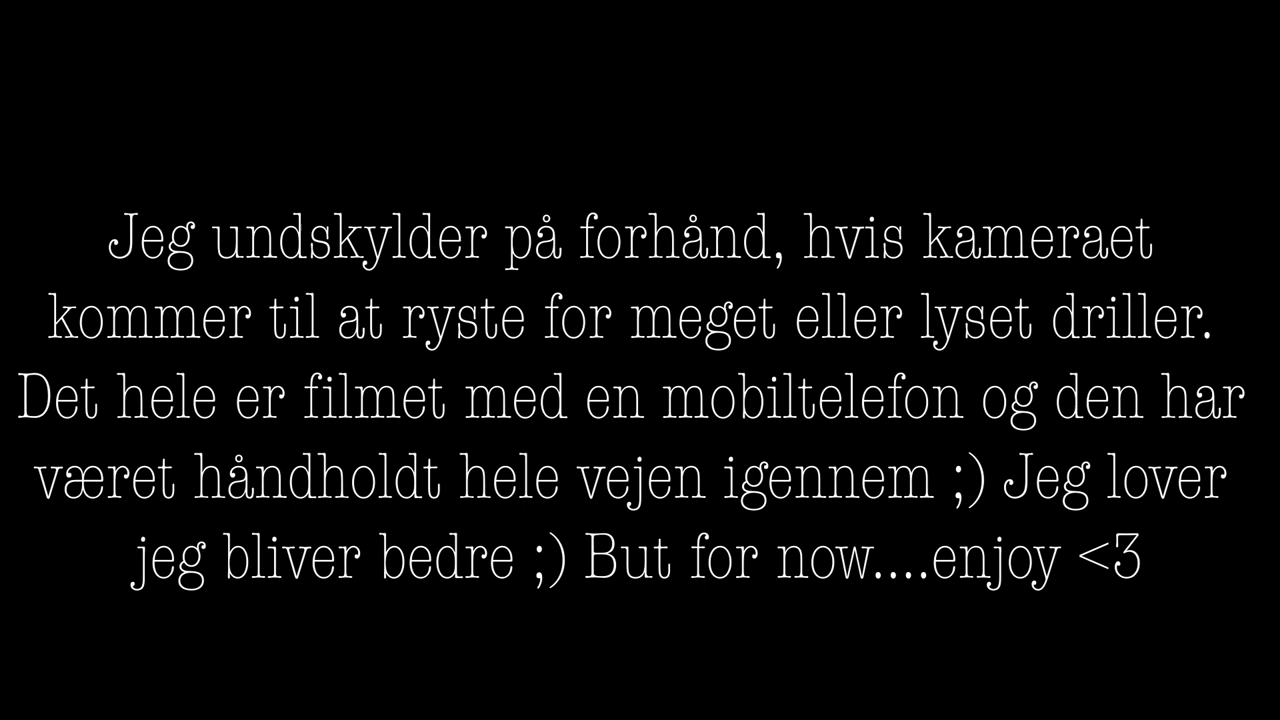 Jeg undskylder på forhånd, hvis kameraet
kommer til at ryste for meget eller lyset driller.
Det hele er filmet med en mobiltelefon og den har
været håndholdt hele vejen igennem ;) Jeg lover
jeg bliver bedre ;) But for now....enjoy <3